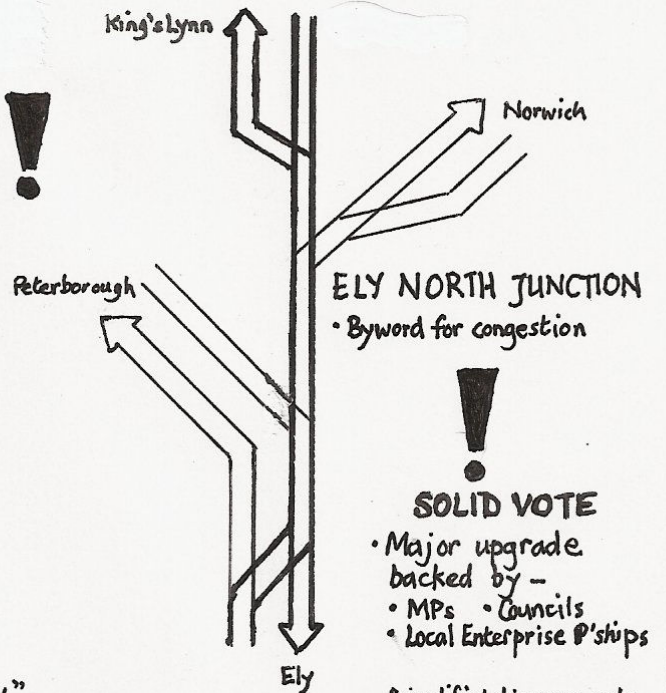 King's Lynn
!
Norwich
Peterborough
ELY NORTH JUNCTION
• Byword for congestion
!
SOLID VOTE
• Major upgrade
backed by –
• MPs • Councils
• Local Enterprise P'ships
Ely